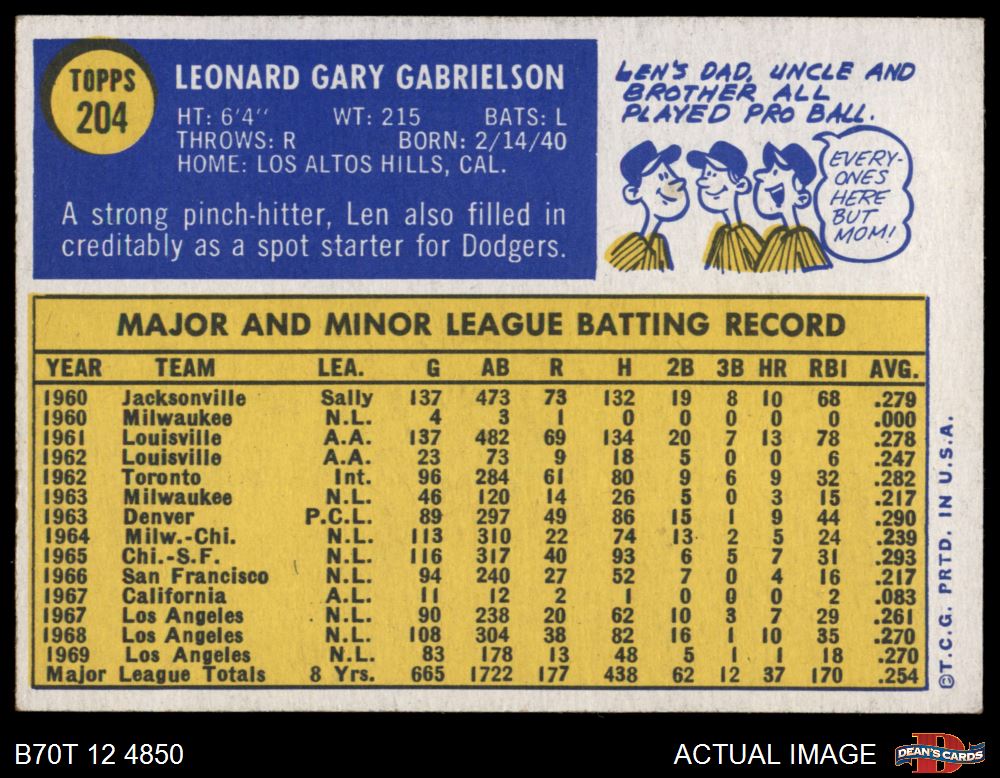 TOPPS
204
LEONARD GARY GABRIELSON
HT: 6'4" WT: 215 BATS: L
THROWS: R BORN: 2/14/40
HOME: LOS ALTOS HILLS, CAL.
A strong pinch-hitter, Len also filled in
creditably as a spot starter for Dodgers.
LEN'S DAD, UNCLE AND
BROTHER ALL
PLAYED PRO BALL.
EVERY-
ONES
HERE
BUT
MOM!
MAJOR AND MINOR LEAGUE BATTING RECORD
YEAR TEAM LEA. G AB R H 2B 3B HR RBI AVG.
1960 Jacksonville Sally 137 473 73 132 19 8 10 68 .279
1960 Milwaukee N.L. 4 3 1 0 0 0 0 0 .000
1961 Louisville A.A. 137 482 69 134 20 7 13 78 .278
1962 Louisville A.A. 23 73 9 18 5 0 0 6 .247
1962 Toronto Int. 96 284 61 80 9 6 9 32 .282
1963 Milwaukee N.L. 46 120 14 26 5 0 3 15 .217
1963 Denver P.C.L. 89 297 49 86 15 1 9 44 .290
1964 Milw.-Chi. N.L. 113 310 22 74 13 2 5 24 .239
1965 Chi.-S.F. N.L. 116 317 40 93 6 5 7 31 .293
1966 San Francisco N.L. 94 240 27 52 7 0 4 16 .217
1967 California A.L. 11 12 2 1 0 0 0 2 .083
1967 Los Angeles N.L. 90 238 20 62 10 3 7 29 .261
1968 Los Angeles N.L. 108 304 38 82 16 1 10 35 .270
1969 Los Angeles N.L. 83 178 13 48 5 1 1 18 .270
Major League Totals 8 Yrs. 665 1722 177 438 62 12 37 170 .254
©T.C.G. PRTD. IN U.S.A.
B70T 12 4850
ACTUAL IMAGE
DEAN'S CARDS